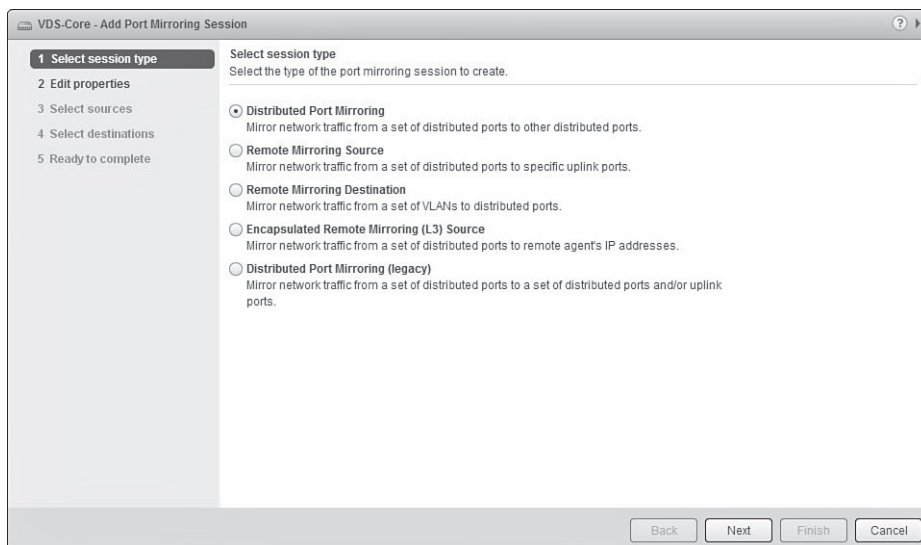 VDS-Core - Add Port Mirroring Session
?
1 Select session type
2 Edit properties
3 Select sources
4 Select destinations
5 Ready to complete
Select session type
Select the type of the port mirroring session to create.
Distributed Port Mirroring
Mirror network traffic from a set of distributed ports to other distributed ports.
Remote Mirroring Source
Mirror network traffic from a set of distributed ports to specific uplink ports.
Remote Mirroring Destination
Mirror network traffic from a set of VLANs to distributed ports.
Encapsulated Remote Mirroring (L3) Source
Mirror network traffic from a set of distributed ports to remote agent's IP addresses.
Distributed Port Mirroring (legacy)
Mirror network traffic from a set of distributed ports to a set of distributed ports and/or uplink
ports.
Back Next Finish Cancel